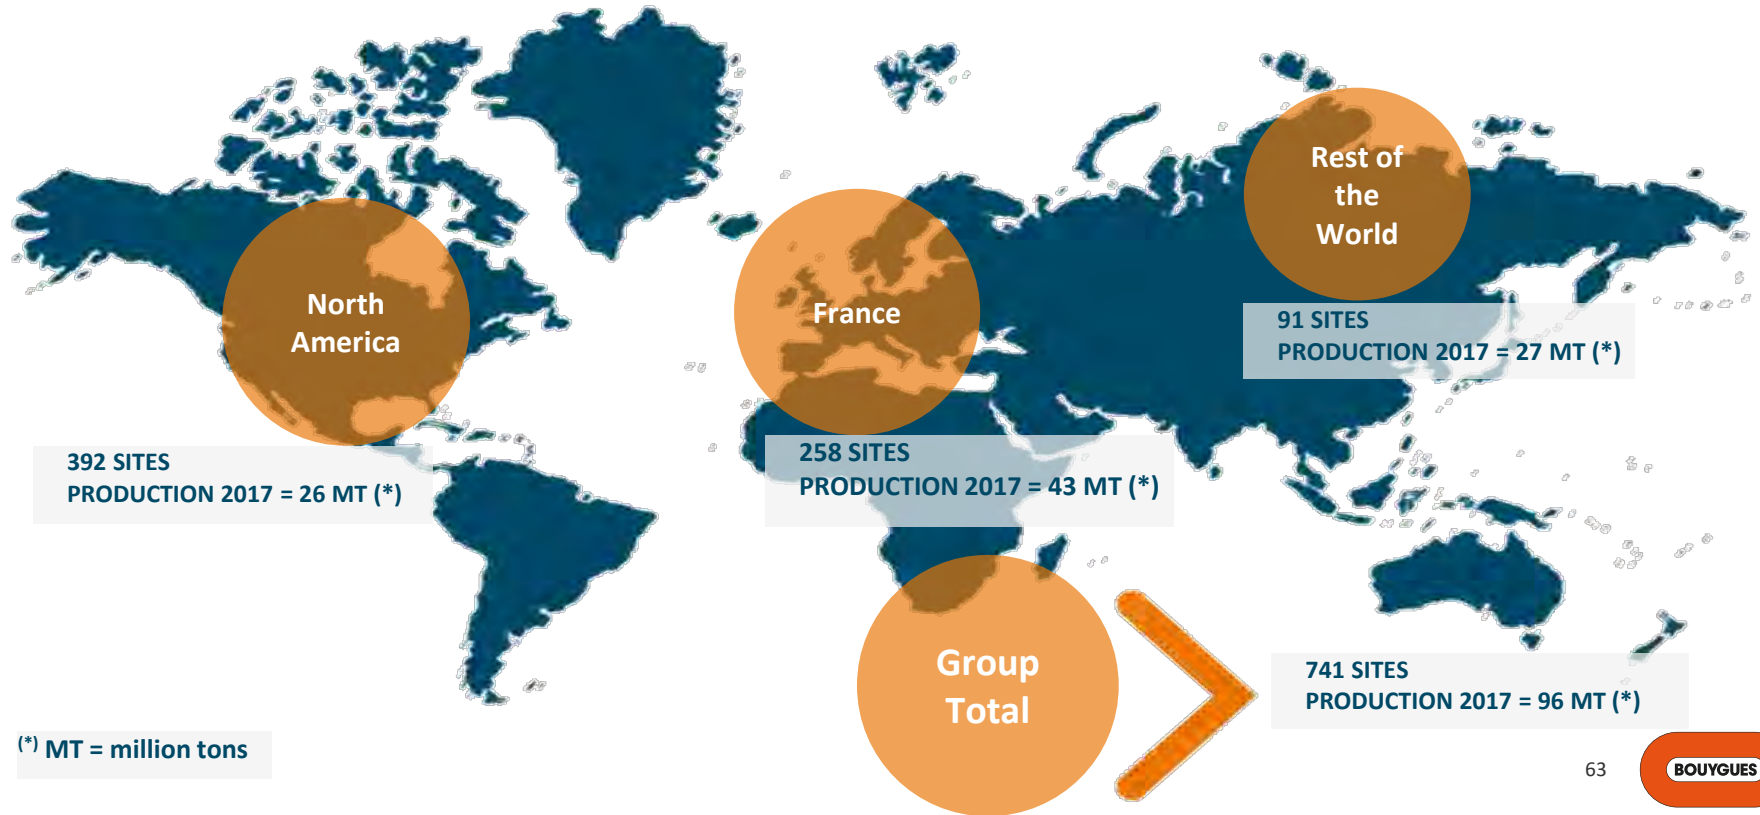 Rest of
the
World
91 SITES
PRODUCTION 2017 = 27 MT (*)
North
America
392 SITES
PRODUCTION 2017 = 26 MT (*)
France
258 SITES
PRODUCTION 2017 = 43 MT (*)
Group
Total
741 SITES
PRODUCTION 2017 = 96 MT (*)
(*) MT = million tons
63
BOUYGUES